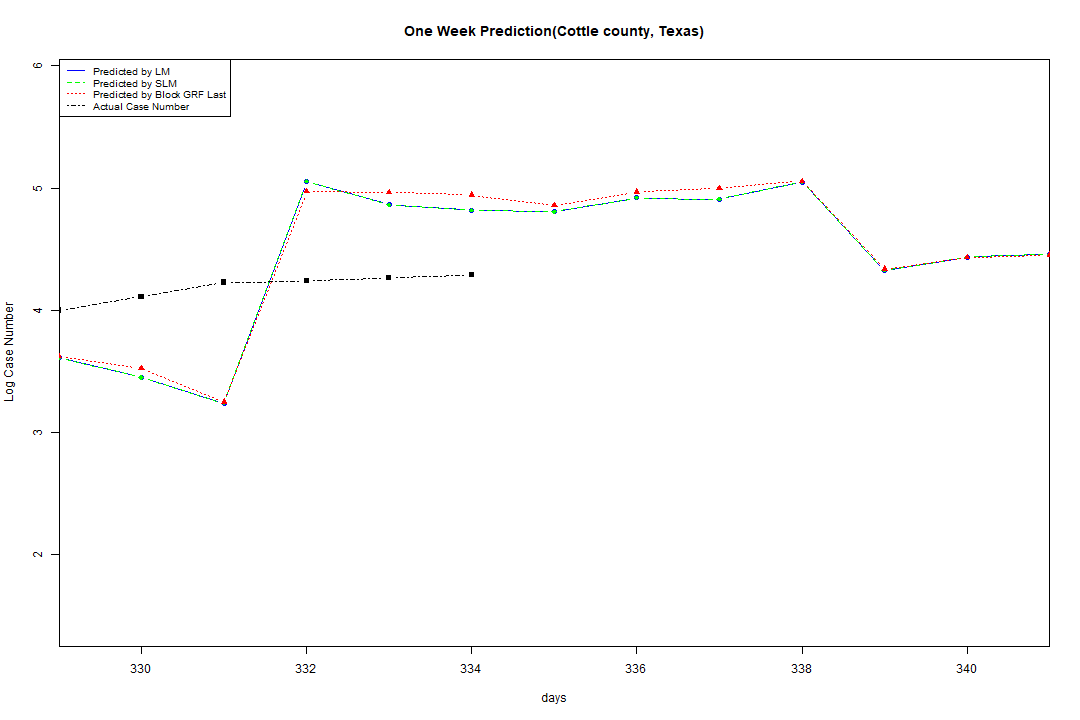 One Week Prediction(Cottle county, Texas)
Predicted by LM
Predicted by SLM
Predicted by Block GRF Last
Actual Case Number
6
5
4
3
2
Log Case Number
330 332 334 336 338 340
days